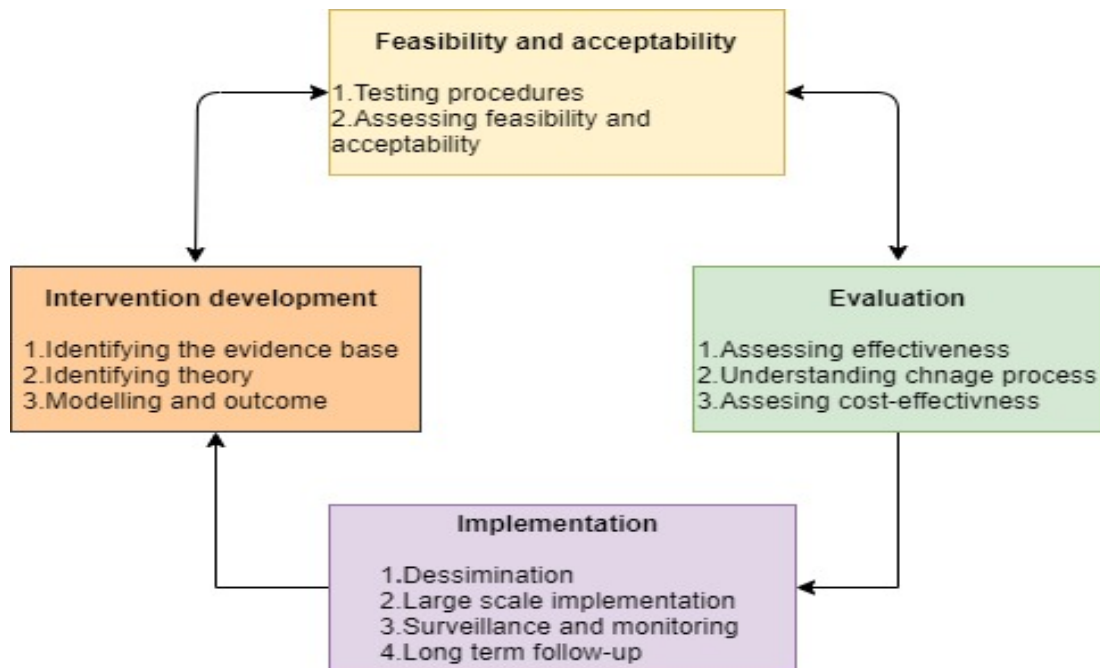 Feasibility and acceptability
1.Testing procedures
2.Assessing feasibility and
acceptability
Intervention development
1.Identifying the evidence base
2.Identifying theory
3.Modelling and outcome
Evaluation
1.Assessing effectiveness
2.Understanding chnage process
3.Assesing cost-effectivness
Implementation
1.Dessimination
2.Large scale implementation
3.Surveillance and monitoring
4.Long term follow-up